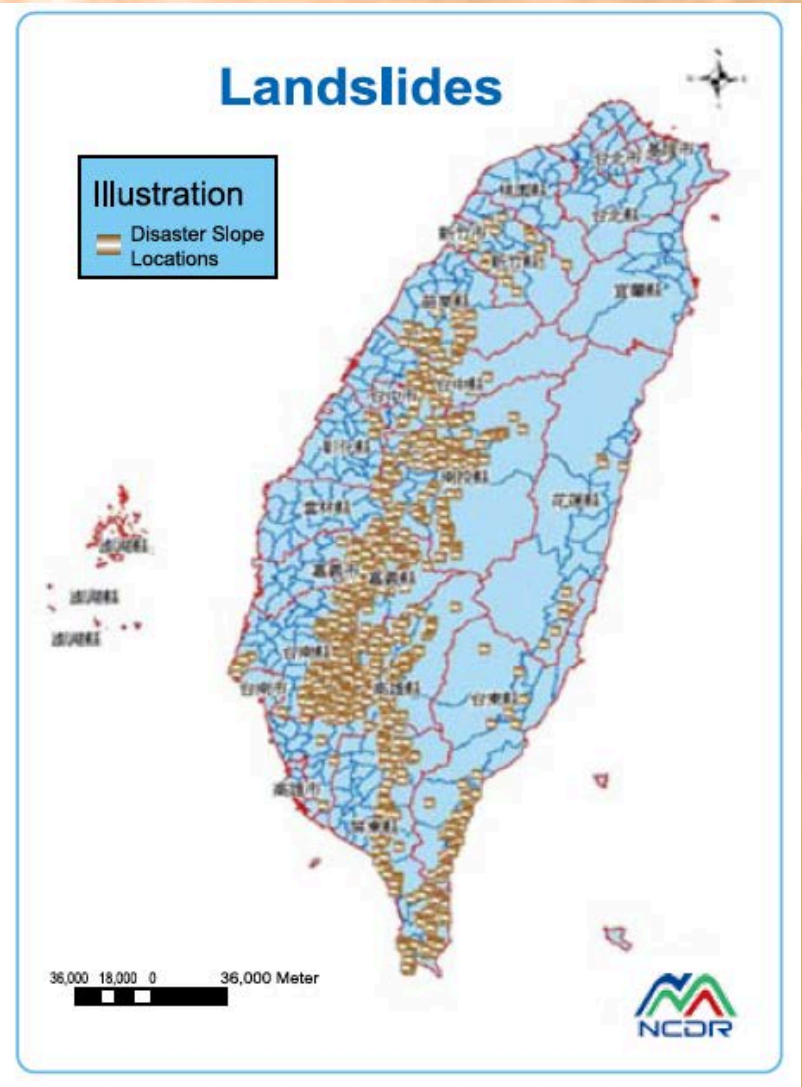 Landslides
Illustration
Disaster Slope
Locations
台北市
基隆市
桃園縣
台北縣
新竹市
新竹縣
宜蘭縣
苗栗縣
台中縣
台中市
彰化縣
南投縣
花蓮縣
雲林縣
澎湖縣
嘉義市
嘉義縣
澎湖縣
澎湖縣
台南縣
台南市
高雄縣
台東縣
高雄市
屏東縣
36,000 18,000 0 36,000 Meter
NCDR